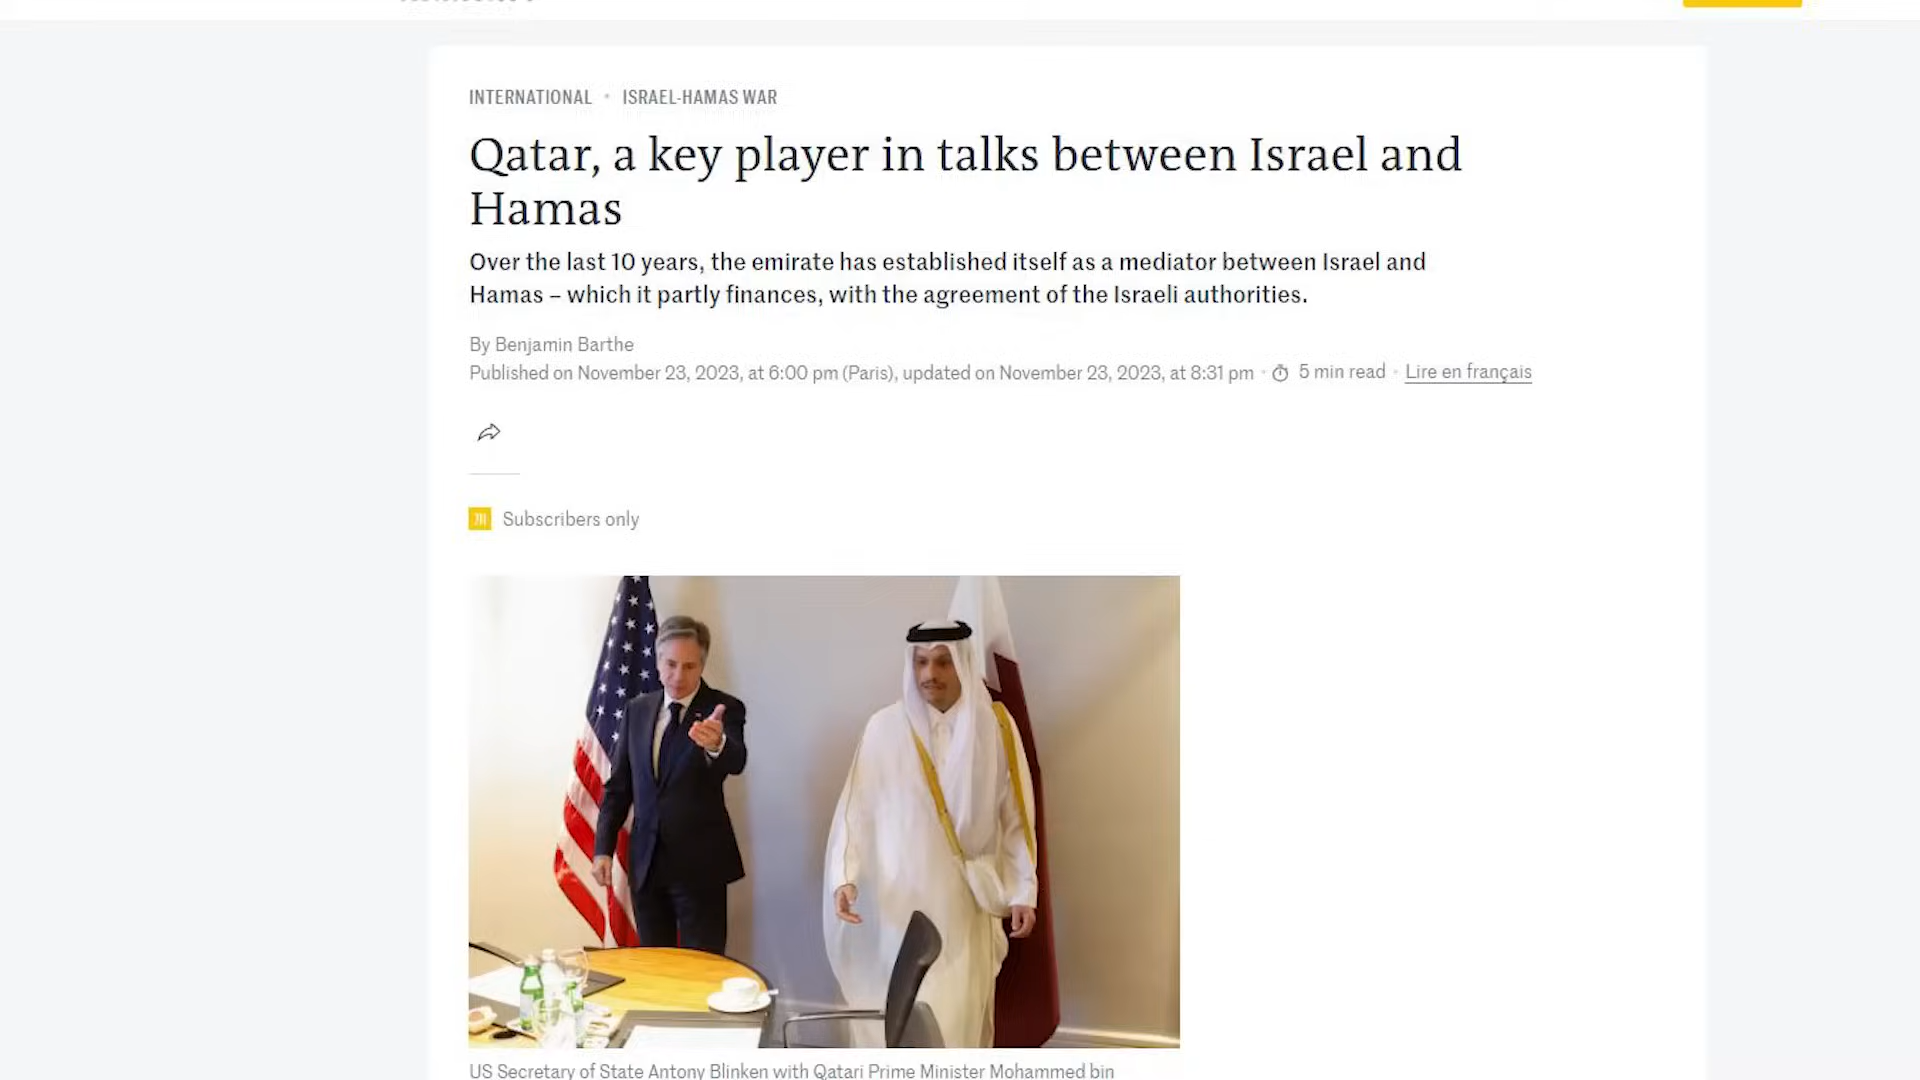 INTERNATIONAL • ISRAEL-HAMAS WAR
Qatar, a key player in talks between Israel and
Hamas
Over the last 10 years, the emirate has established itself as a mediator between Israel and
Hamas – which it partly finances, with the agreement of the Israeli authorities.
By Benjamin Barthe
Published on November 23, 2023, at 6:00 pm (Paris), updated on November 23, 2023, at 8:31 pm • 5 min read • Lire en français
Subscribers only
US Secretary of State Antony Blinken with Qatari Prime Minister Mohammed bin